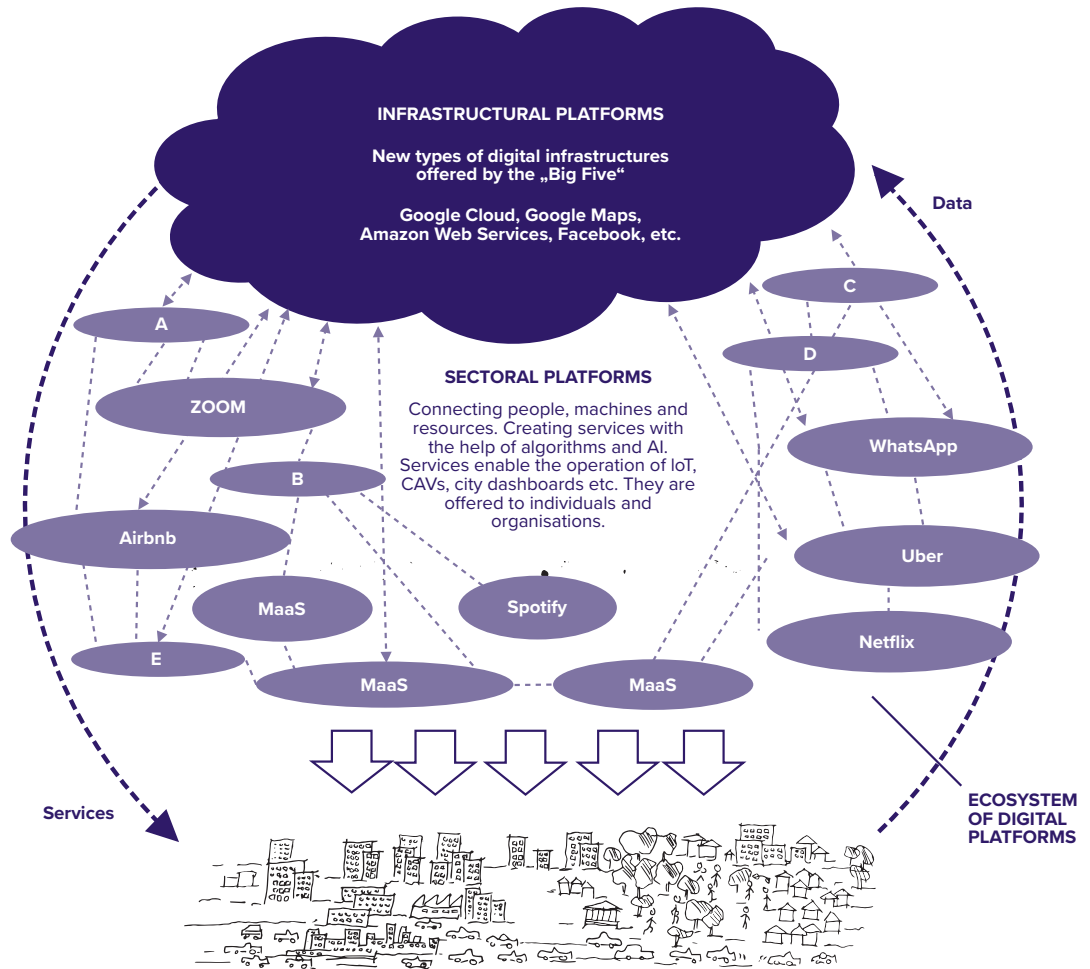 INFRASTRUCTURAL PLATFORMS
New types of digital infrastructures
offered by the „Big Five“
Google Cloud, Google Maps,
Amazon Web Services, Facebook, etc.
Data
C
A
D
SECTORAL PLATFORMS
Connecting people, machines and
resources. Creating services with
the help of algorithms and AI.
Services enable the operation of IoT,
CAVs, city dashboards etc. They are
offered to individuals and
organisations.
ZOOM
WhatsApp
B
Airbnb
Uber
MaaS
Spotify
Netflix
E
MaaS
MaaS
Services
ECOSYSTEM
OF DIGITAL
PLATFORMS